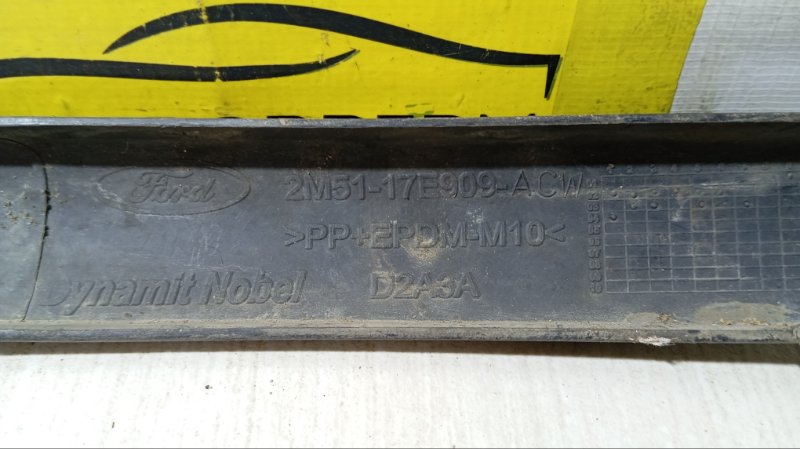 Ford 2M51-17E909-ACW
>PP+EPDM-M10<
Dynamit Nobel D2A3A